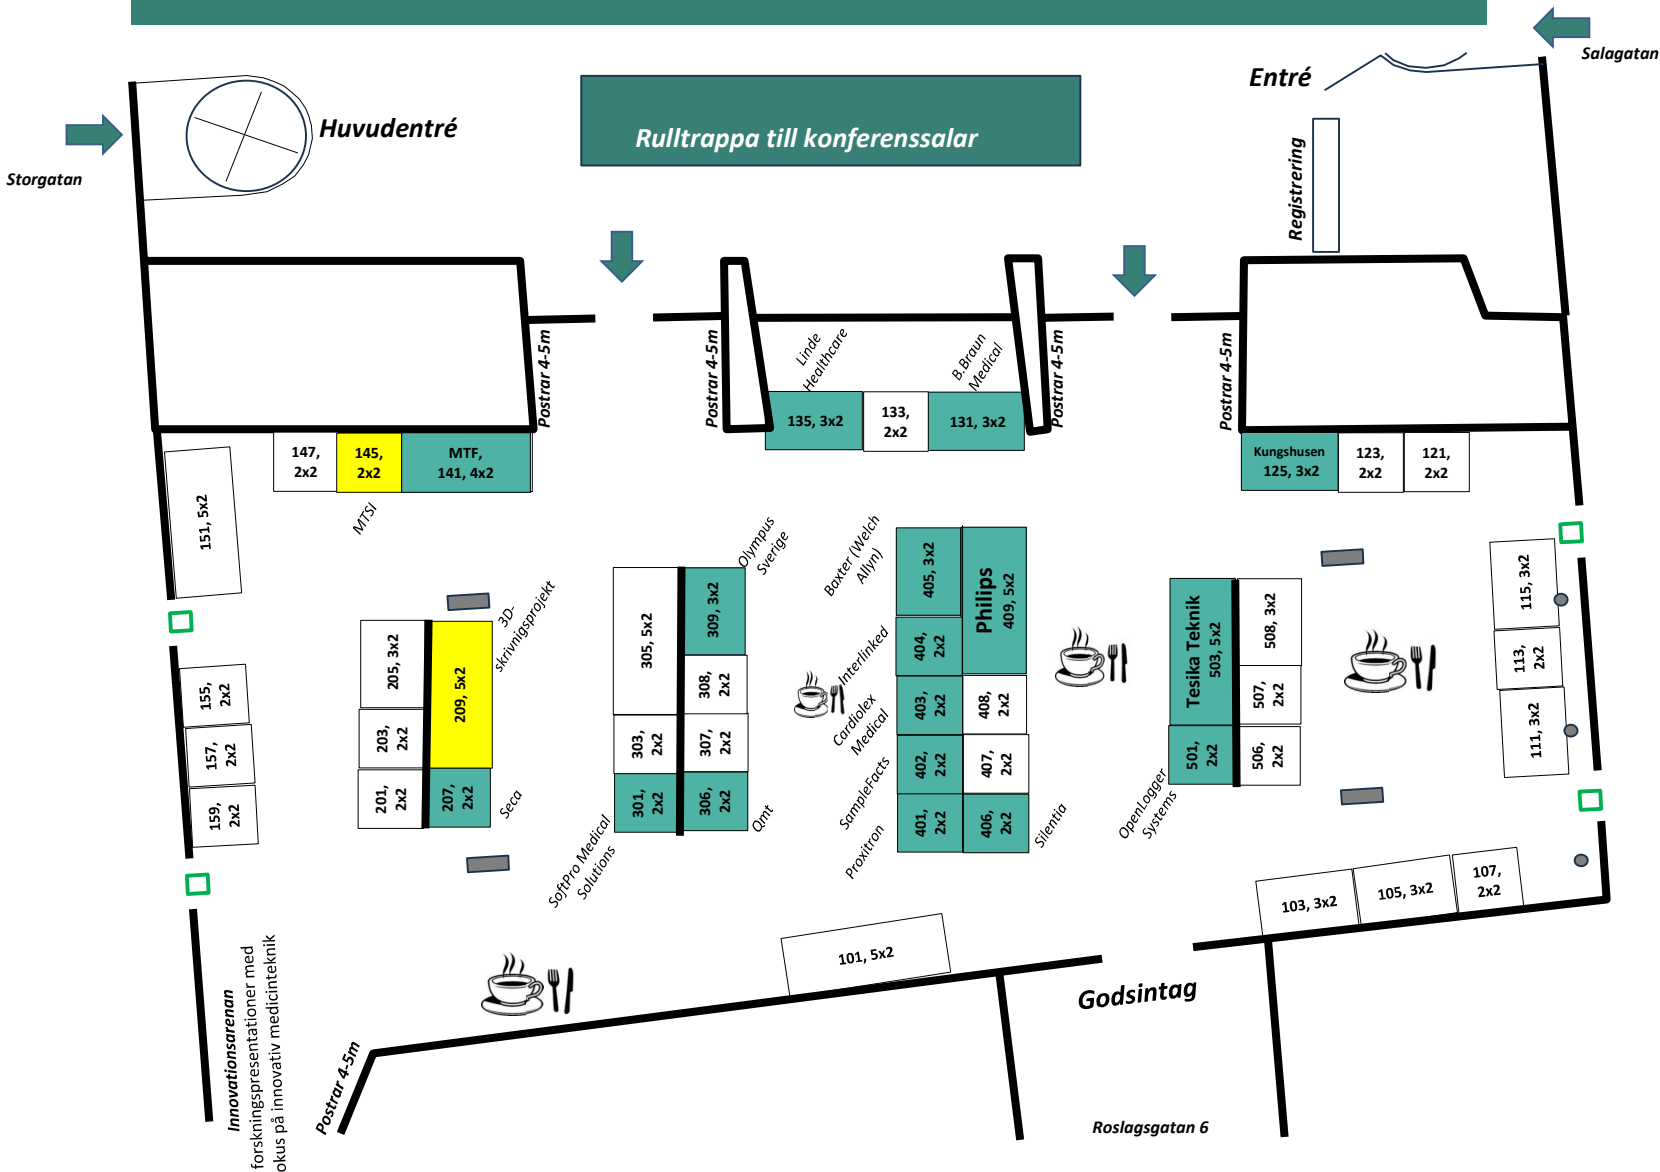 Salagatan
Entré
Huvudentré
Rulltrappa till konferenssalar
Registrering
Storgatan
Postrar 4-5m
Postrar 4-5m
Linde
Healthcare
B.Braun
Medical
Postrar 4-5m
Postrar 4-5m
135, 3x2
133,
2x2
131, 3x2
147,
2x2
145,
2x2
MTF,
141, 4x2
MTSI
Kungshusen
125, 3x2
123,
2x2
121,
2x2
151, 5x2
155,
2x2
157,
2x2
159,
2x2
205, 3x2
203,
2x2
201,
2x2
209, 5x2
207,
2x2
3D-
skrivnigsprojekt
Seca
305, 5x2
303,
2x2
301,
2x2
309, 3x2
308,
2x2
307,
2x2
306,
2x2
Olympus
Sverige
SoftPro Medical
Solutions
Qmt
Baxter (Welch
Allyn)
Interlinked
Cardiolex
Medical
SampleFacts
Proxitron
405, 3x2
404,
2x2
403,
2x2
402,
2x2
401,
2x2
Philips
409, 5x2
408,
2x2
407,
2x2
406,
2x2
Silentia
Tesika Teknik
503, 5x2
501,
2x2
508, 3x2
507,
2x2
506,
2x2
OpenLogger
Systems
115, 3x2
113,
2x2
111, 3x2
103, 3x2
105, 3x2
107,
2x2
101, 5x2
Godsintag
Innovationsarenan
forskningspresentationer med
okus på innovativ medicinteknik
Postrar 4-5m
Roslagsgatan 6